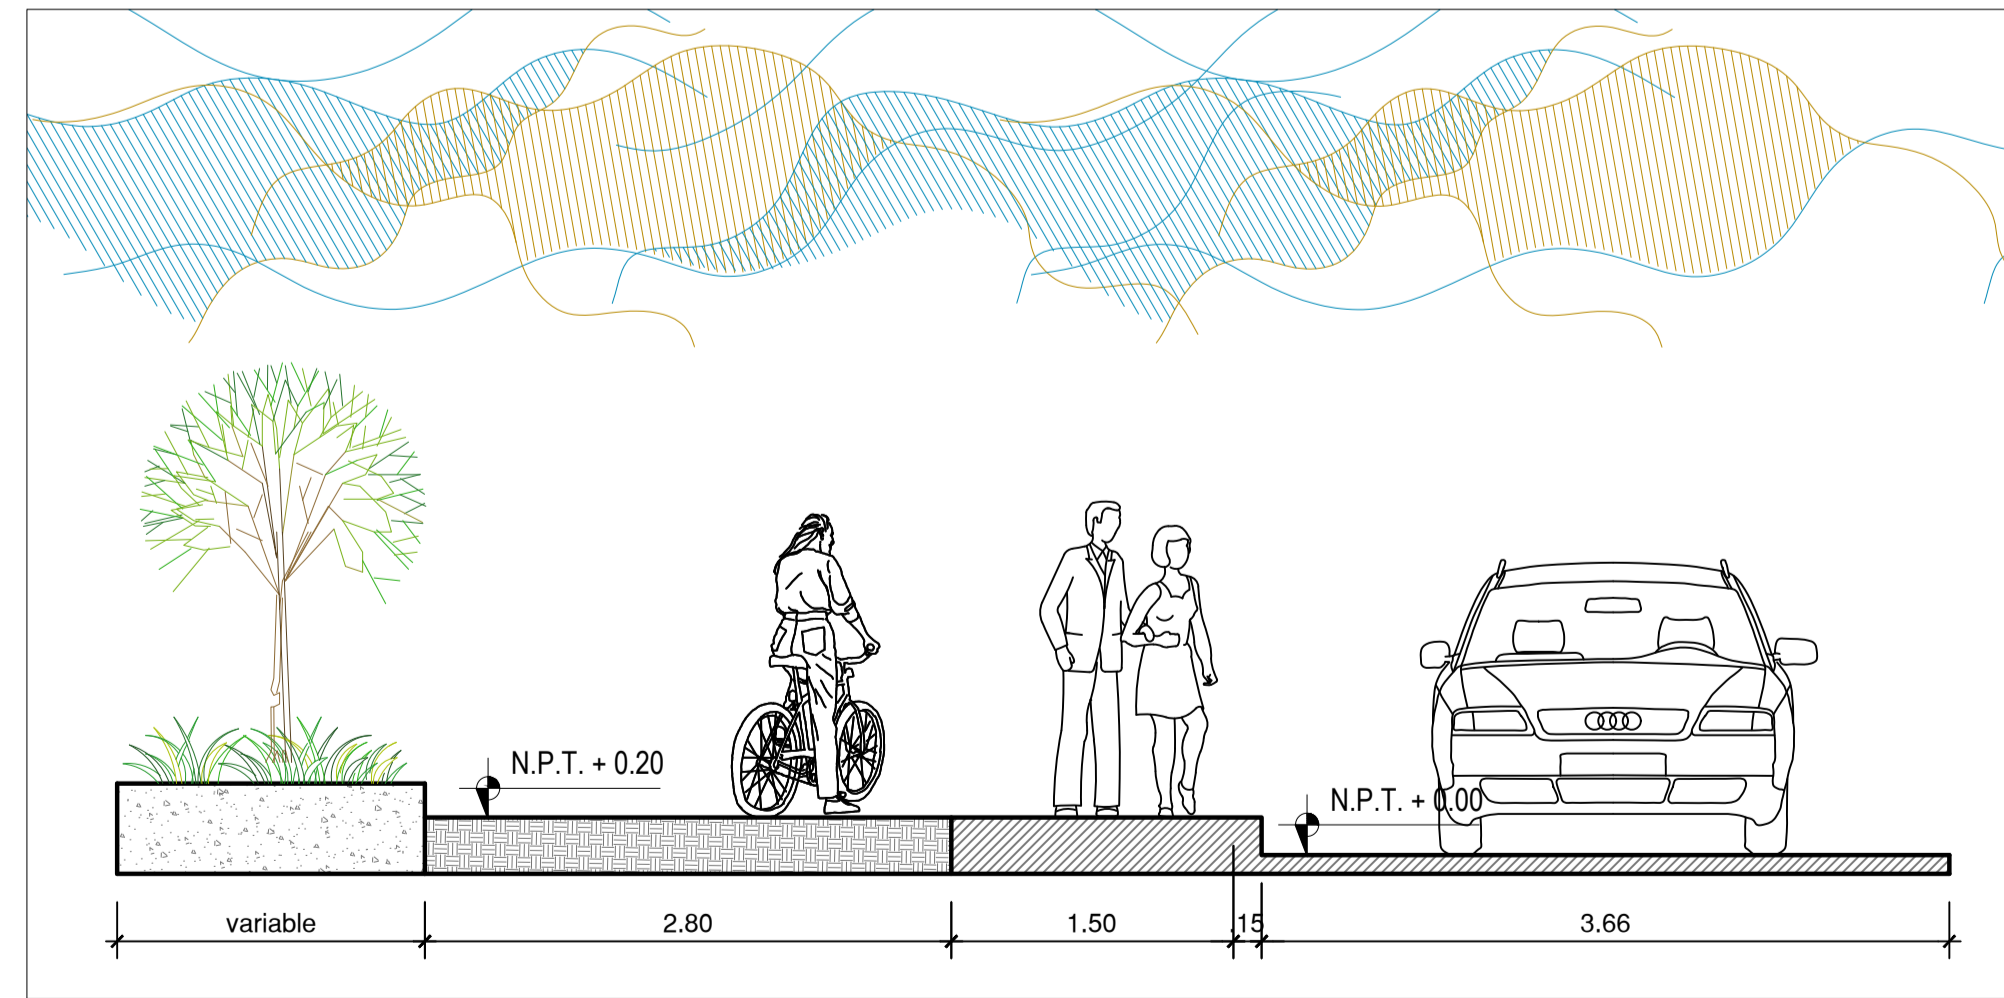 N.P.T. + 0.20
N.P.T. + 0.00
variable
2.80
1.50
.15
3.66